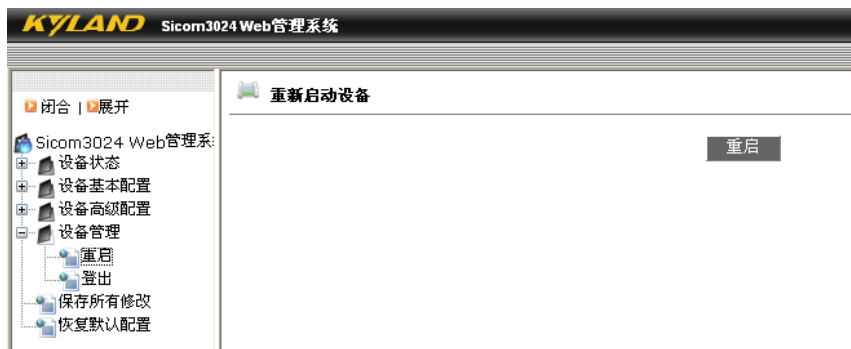 KYLAND Sicom3024 Web管理系统
闭合 | 展开
Sicom3024 Web管理系
设备状态
设备基本配置
设备高级配置
设备管理
重启
登出
保存所有修改
恢复默认配置
重新启动设备
重启